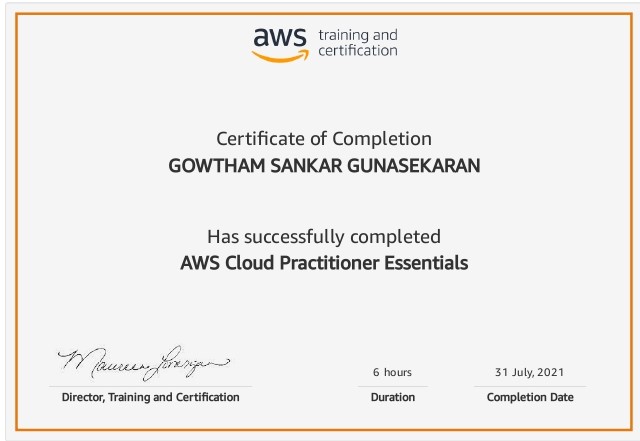 aws training and
certification
Certificate of Completion
GOWTHAM SANKAR GUNASEKARAN
Has successfully completed
AWS Cloud Practitioner Essentials
Maureen Lonergan
6 hours
31 July, 2021
Director, Training and Certification
Duration
Completion Date